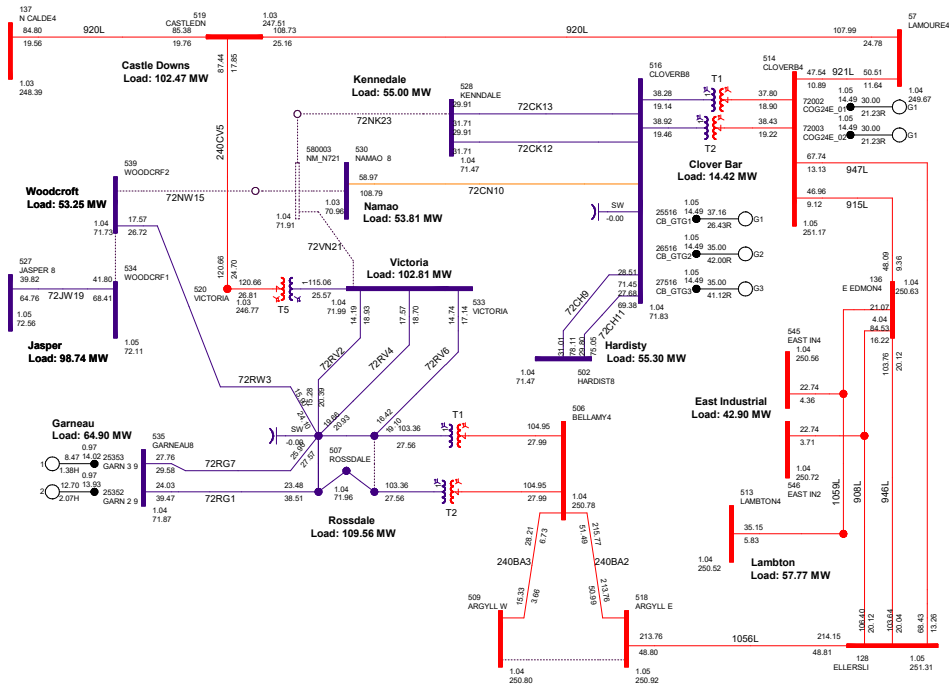 137
N CALDE4
84.80
19.56
920L
85.38
19.76
519
CASTLEDN
1.03
247.51
108.73
25.16
920L
107.99
24.78
57
LAMOURE4
1.04
249.67
1.03
248.39
Castle Downs
Load: 102.47 MW
87.44
17.85
240CV5
120.66
24.70
Kennedale
Load: 55.00 MW
528
KENNDALE
29.91
31.71
29.91
31.71
1.04
71.47
72NK23
72CK13
72CK12
516
CLOVERB8
38.28
19.14
38.92
19.46
T1
T2
37.80
18.90
38.43
19.22
514
CLOVERB4
47.54
10.89
921L
50.51
11.64
72002
COG24E_01
1.05
14.49
30.00
21.23R
G1
72003
COG24E_02
1.05
14.49
30.00
21.23R
G1
67.74
13.13
947L
46.96
9.12
915L
1.05
251.17
Clover Bar
Load: 14.42 MW
SW
-0.00
25516
CB_GTG1
1.05
14.49
37.16
26.43R
G1
26516
CB_GTG2
1.05
14.49
35.00
42.00R
G2
27516
CB_GTG3
1.05
14.49
35.00
41.12R
G3
1.04
71.83
580003
NM_N721
1.04
71.91
530
NAMAO 8
58.97
108.79
1.03
70.96
72CN10
Namao
Load: 53.81 MW
539
WOODCRF2
Woodcroft
Load: 53.25 MW
1.04
71.73
17.57
26.72
72NW15
72VN21
527
JASPER 8
39.82
64.76
72JW19
41.80
68.41
534
WOODCRF1
1.05
72.56
1.05
72.11
Jasper
Load: 98.74 MW
520
VICTORIA
120.66
26.81
1.03
246.77
T5
115.06
25.57
1.04
71.99
Victoria
Load: 102.81 MW
533
VICTORIA
14.19
18.93
17.57
18.70
14.74
17.14
72RV2
72RV4
72RV6
72RW3
15.28
20.39
19.66
20.93
16.42
19.10
28.51
71.45
27.68
69.38
72CH9
72CH11
31.01
78.11
29.80
75.05
Hardisty
Load: 55.30 MW
1.04
71.47
502
HARDIST8
48.09
9.36
136
E EDMON4
1.04
250.63
21.07
4.04
84.53
16.22
103.76
20.12
545
EAST IN4
1.04
250.56
22.74
4.36
East Industrial
Load: 42.90 MW
22.74
3.71
1.04
250.72
546
EAST IN2
513
LAMBTON4
35.15
5.83
1.04
250.52
Lambton
Load: 57.77 MW
1059L
908L
946L
Garneau
Load: 64.90 MW
535
GARNEAU8
1
8.47
1.38H
0.97
14.02
25353
GARN 3 9
2
12.70
2.07H
0.97
13.93
25352
GARN 2 9
27.76
29.58
24.03
39.47
1.04
71.87
72RG7
72RG1
27.57
23.48
38.51
SW
-0.00
507
ROSSDALE
1.04
71.96
Rossdale
Load: 109.56 MW
103.36
27.56
103.36
27.56
T1
T2
104.95
27.99
104.95
27.99
506
BELLAMY4
1.04
250.78
28.21
6.73
215.77
51.49
240BA3
240BA2
15.33
3.66
213.76
50.99
509
ARGYLL W
1.04
250.80
518
ARGYLL E
213.76
48.80
1056L
214.15
48.81
1.05
250.92
106.40
20.12
103.64
20.04
68.43
13.26
128
ELLERSLI
1.05
251.31